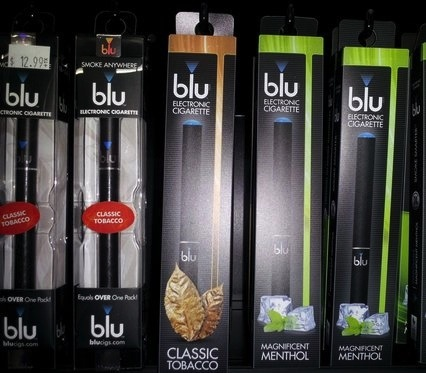 $ 12.99
blu
ELECTRONIC CIGARETTE
CLASSIC
TOBACCO
Equals OVER One Pack!
blu
blucigs.com
blu
SMOKE ANYWHERE
blu
ELECTRONIC CIGARETTE
CLASSIC
TOBACCO
Equals OVER One Pack!
blu
blucigs.com
blu
ELECTRONIC
CIGARETTE
blu
CLASSIC
TOBACCO
blu
ELECTRONIC
CIGARETTE
blu
MAGNIFICENT
MENTHOL
blu
ELECTRONIC
CIGARETTE
blu
MAGNIFICENT
MENTHOL